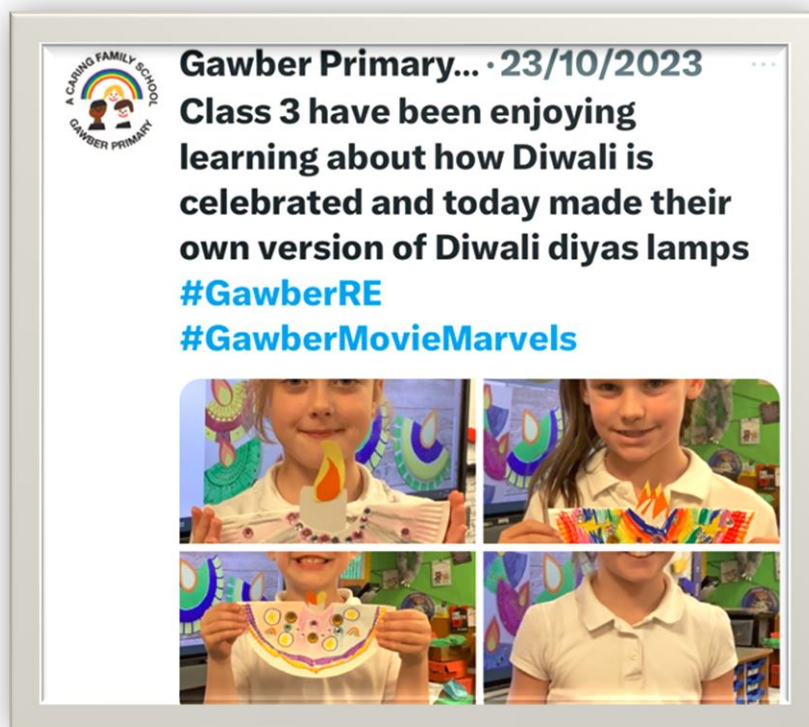 A CARING FAMILY SCHOOL
GAWBER PRIMARY
Gawber Primary... · 23/10/2023
Class 3 have been enjoying
learning about how Diwali is
celebrated and today made their
own version of Diwali diyas lamps
#GawberRE
#GawberMovieMarvels